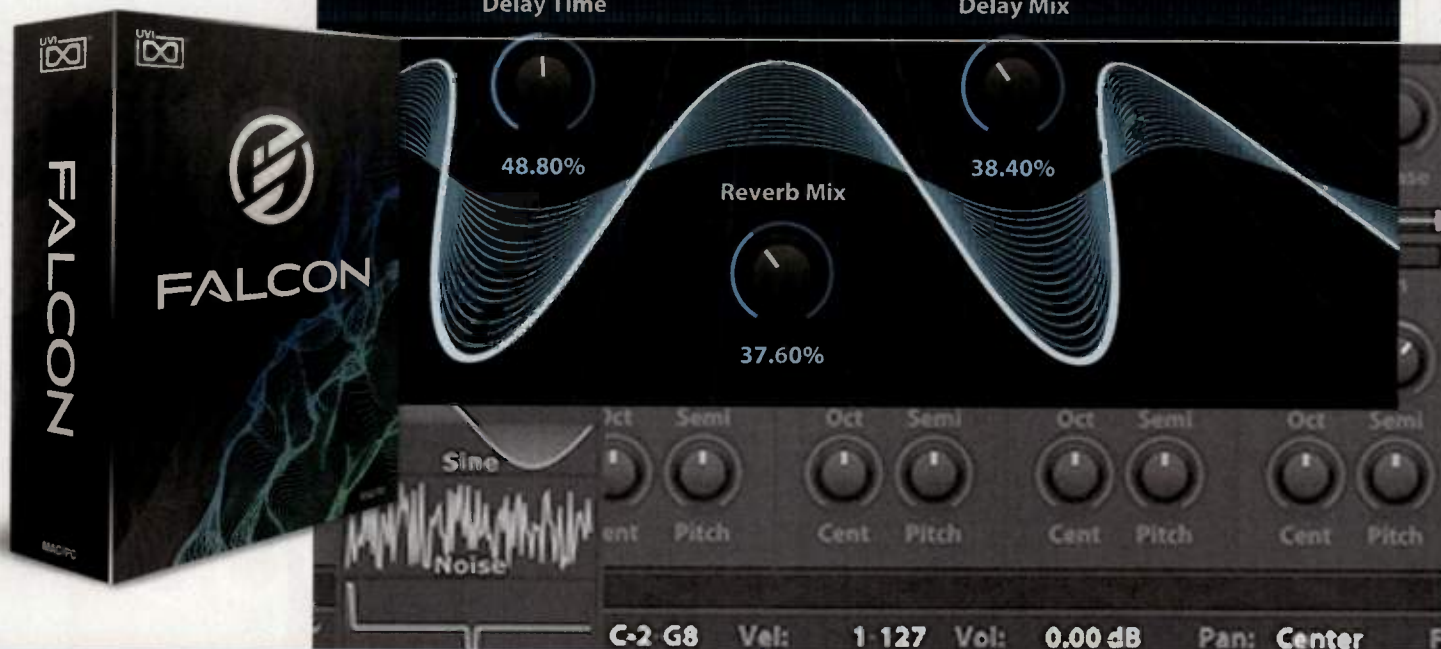 Delay Time
Delay Mix
UVI
UVI
FALCON
FALCON
MAC/PC
48.80%
38.40%
Reverb Mix
37.60%
Sine
Noise
Oct Semi Oct Semi Oct Semi Oct Semi
Cent Pitch Cent Pitch Cent Pitch
Pitch
C-2 G8 Vel: 1 127 Vol: 0.00 dB Pan: Center